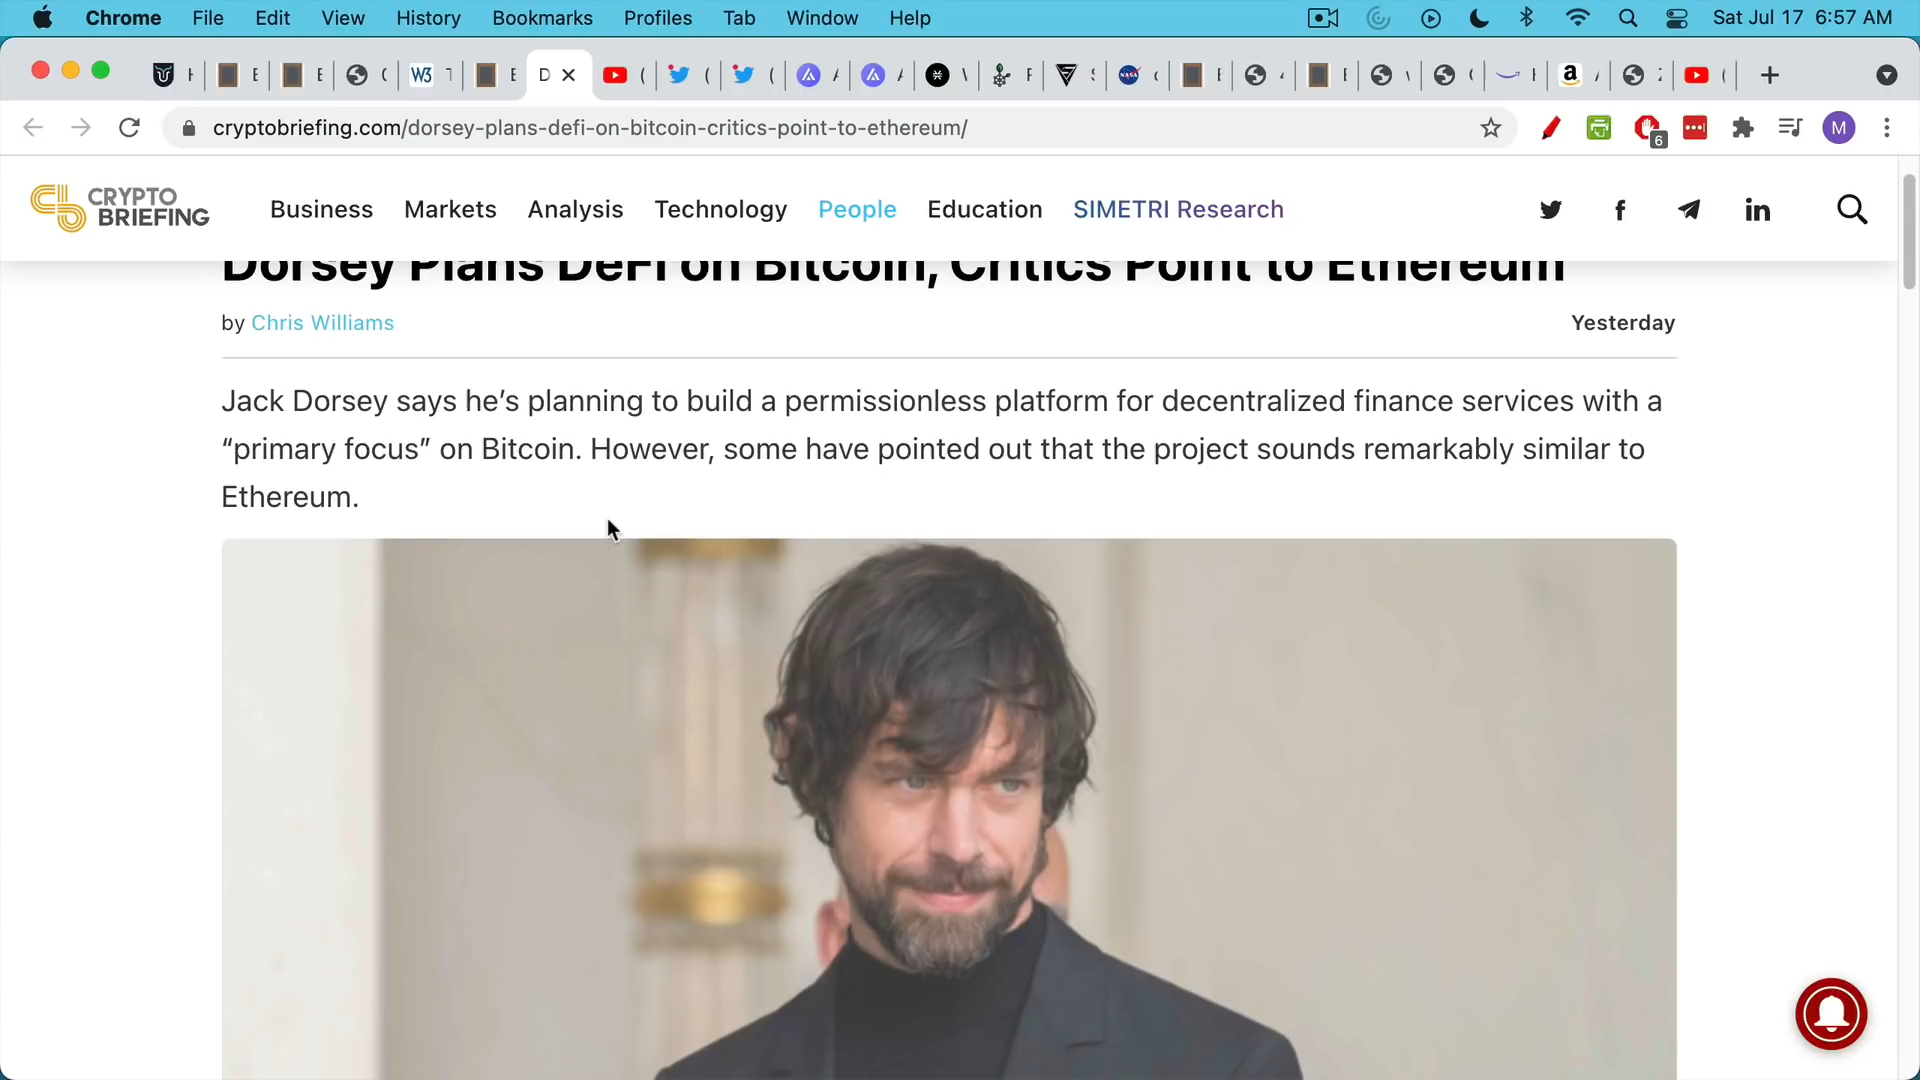 Chrome File Edit View History Bookmarks Profiles Tab Window Help Sat Jul 17 6:57 AM
D
W3
cryptobriefing.com/dorsey-plans-defi-on-bitcoin-critics-point-to-ethereum/
6
M
CRYPTO
BRIEFING
Business Markets Analysis Technology People Education SIMETRI Research
Dorsey Plans DeFi on Bitcoin, Critics Point to Ethereum
by Chris Williams
Yesterday
Jack Dorsey says he’s planning to build a permissionless platform for decentralized finance services with a
“primary focus” on Bitcoin. However, some have pointed out that the project sounds remarkably similar to
Ethereum.